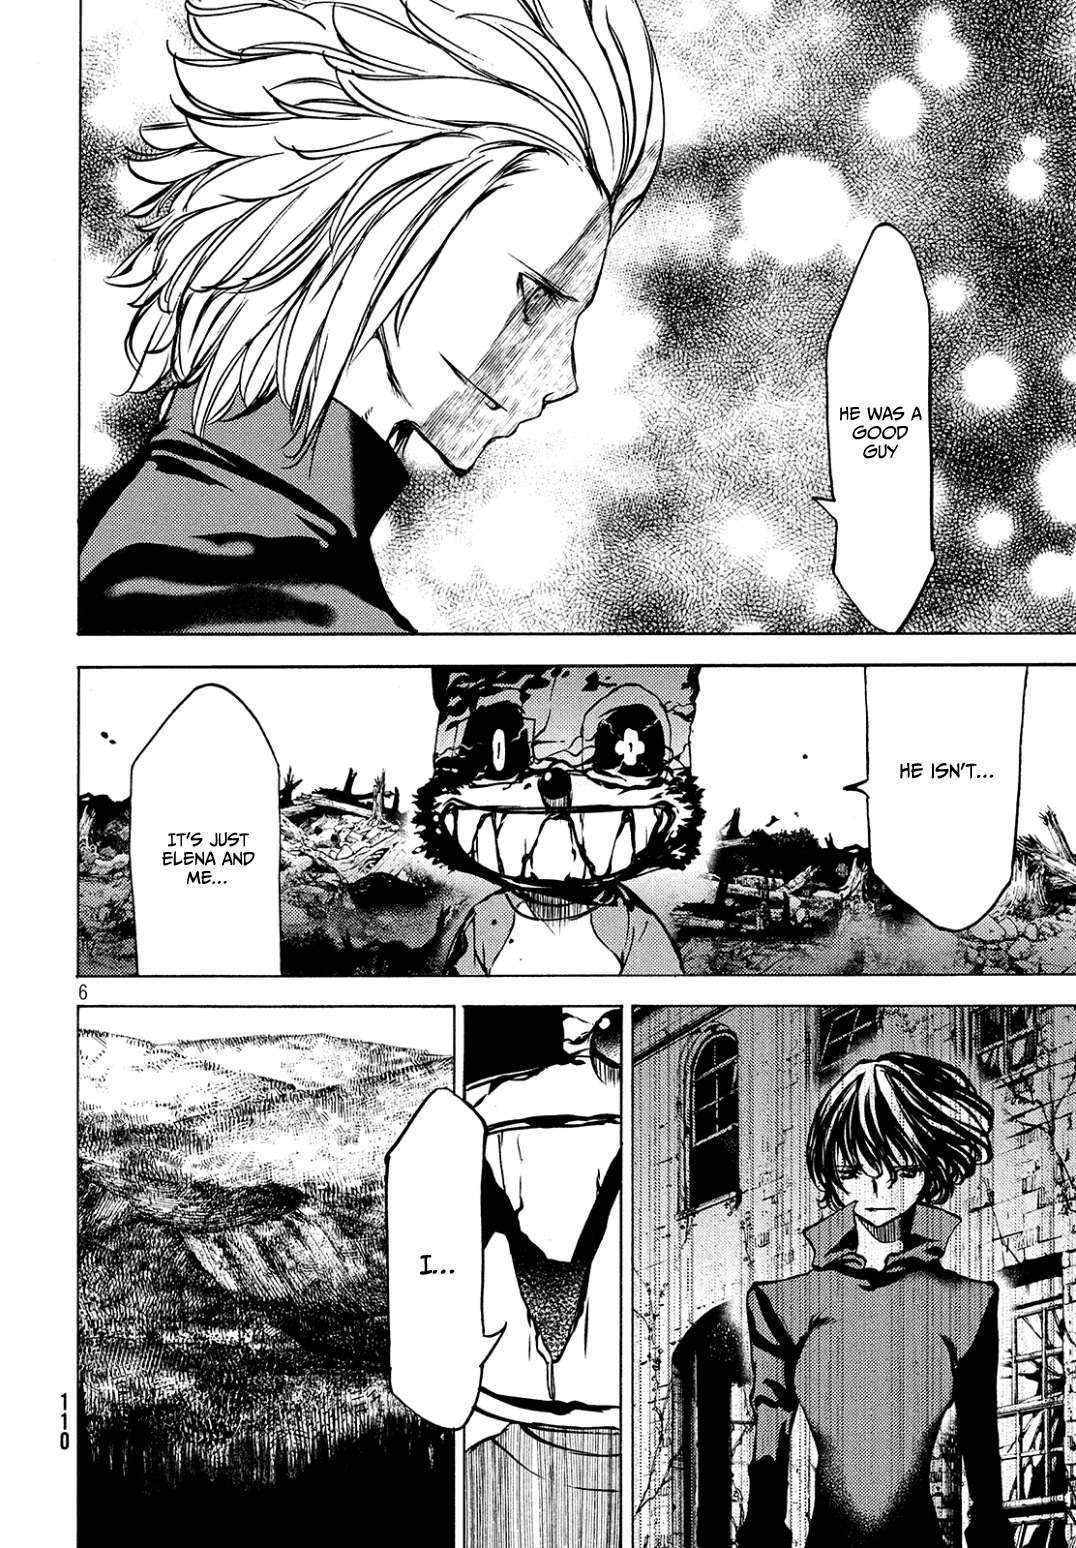 HE WAS A
GOOD
GUY
HE ISN'T...
IT'S JUST
ELENA AND
ME...
6
I...
110